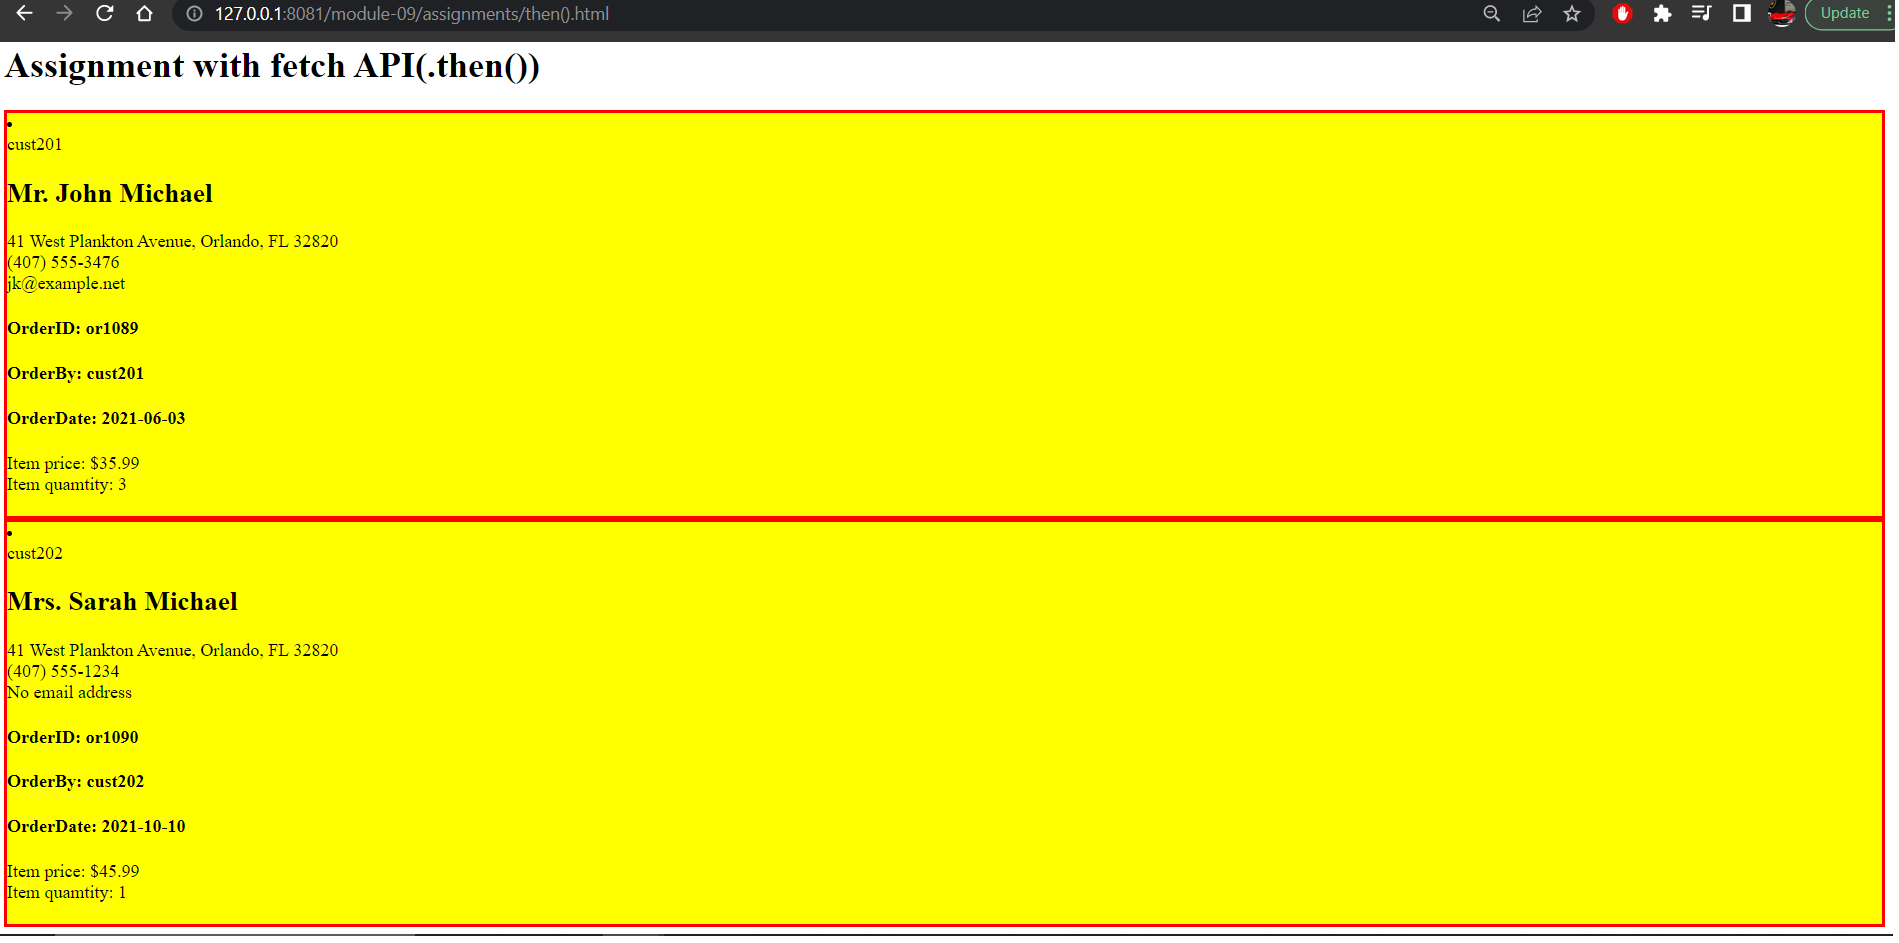 127.0.0.1:8081/module-09/assignments/then().html
Update
Assignment with fetch API(.then())
cust201
Mr. John Michael
41 West Plankton Avenue, Orlando, FL 32820
(407) 555-3476
jk@example.net
OrderID: or1089
OrderBy: cust201
OrderDate: 2021-06-03
Item price: $35.99
Item quamtity: 3
cust202
Mrs. Sarah Michael
41 West Plankton Avenue, Orlando, FL 32820
(407) 555-1234
No email address
OrderID: or1090
OrderBy: cust202
OrderDate: 2021-10-10
Item price: $45.99
Item quamtity: 1